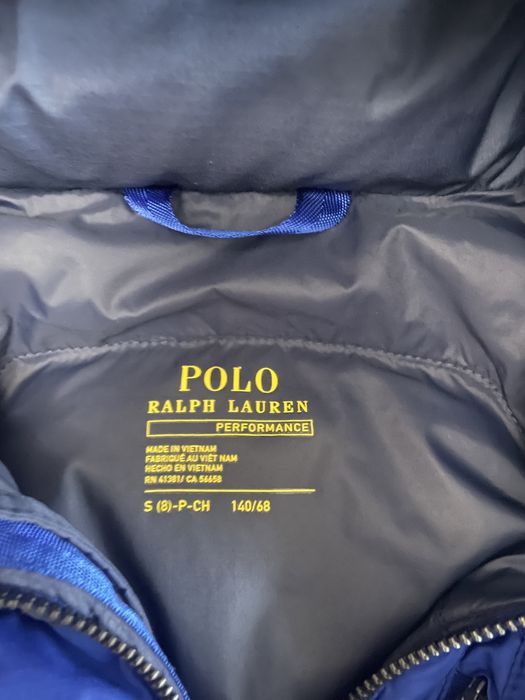 POLO
RALPH LAUREN
PERFORMANCE
MADE IN VIETNAM
FABRIQUÉ AU VIÊT NAM
HECHO EN VIETNAM
RN 41381/ CA 56658
S (8)-P-CH 140/68